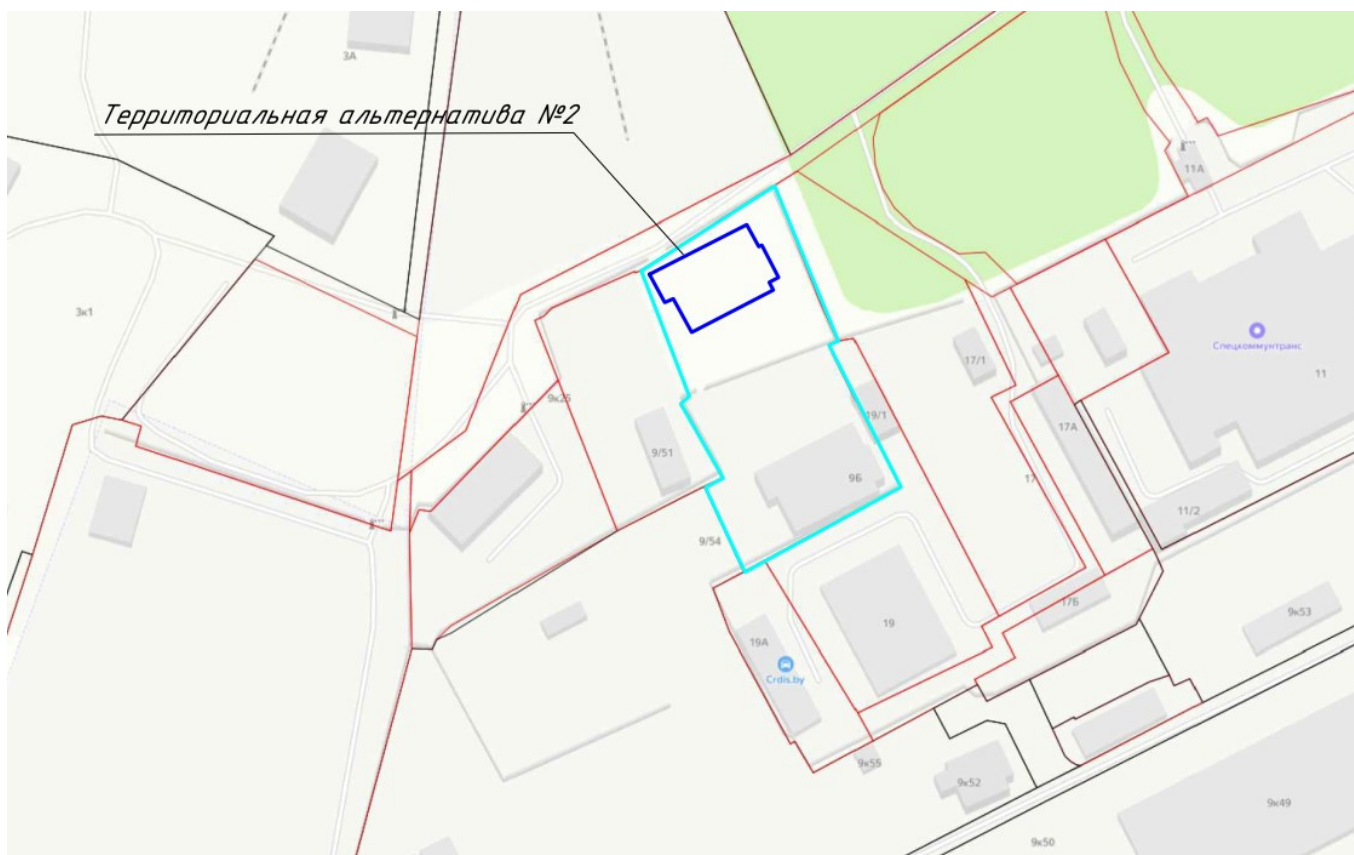 3А
Территориальная альтернатива №2
11А
3к1
Спецкоммунтранс
11
17/1
9к25
19/1
17А
9/51
9Б
17
11/2
9/54
17Б
9к53
19
19А
Crdis.by
9к55
9к52
9к49
9к50